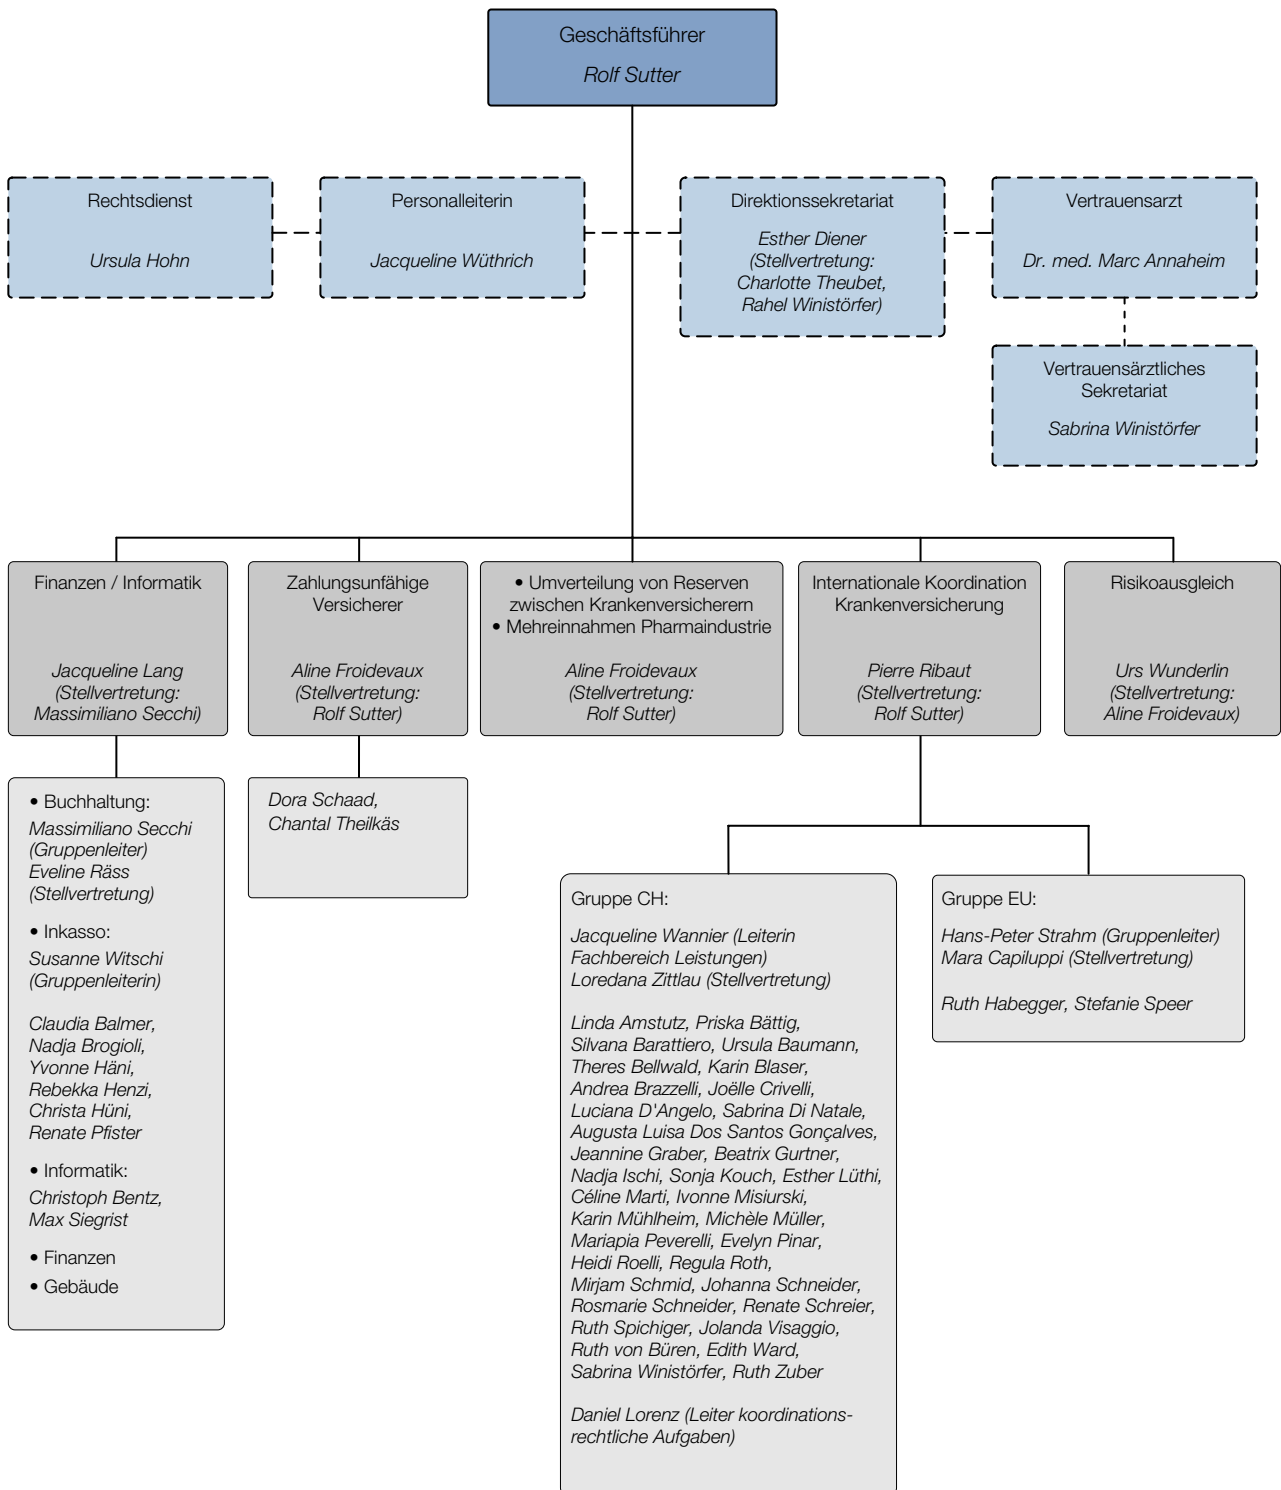 Geschäftsführer
Rolf Sutter
Rechtsdienst
Ursula Hohn
Personalleiterin
Jacqueline Wüthrich
Direktionssekretariat
Esther Diener
(Stellvertretung:
Charlotte Theubet,
Rahel Winistörfer)
Vertrauensarzt
Dr. med. Marc Annaheim
Vertrauensärztliches
Sekretariat
Sabrina Winistörfer
Finanzen / Informatik
Jacqueline Lang
(Stellvertretung:
Massimiliano Secchi)
Zahlungsunfähige
Versicherer
Aline Froidevaux
(Stellvertretung:
Rolf Sutter)
• Umverteilung von Reserven
zwischen Krankenversicherern
• Mehreinnahmen Pharmaindustrie
Aline Froidevaux
(Stellvertretung:
Rolf Sutter)
Internationale Koordination
Krankenversicherung
Pierre Ribaut
(Stellvertretung:
Rolf Sutter)
Risikoausgleich
Urs Wunderlin
(Stellvertretung:
Aline Froidevaux)
• Buchhaltung:
Massimiliano Secchi
(Gruppenleiter)
Eveline Räss
(Stellvertretung)
• Inkasso:
Susanne Witschi
(Gruppenleiterin)
Claudia Balmer,
Nadja Brogioli,
Yvonne Häni,
Rebekka Henzi,
Christa Hüni,
Renate Pfister
• Informatik:
Christoph Bentz,
Max Siegrist
• Finanzen
• Gebäude
Dora Schaad,
Chantal Theilkäs
Gruppe CH:
Jacqueline Wannier (Leiterin
Fachbereich Leistungen)
Loredana Zittlau (Stellvertretung)
Linda Amstutz, Priska Bättig,
Silvana Barattiero, Ursula Baumann,
Theres Bellwald, Karin Blaser,
Andrea Brazzelli, Joëlle Crivelli,
Luciana D'Angelo, Sabrina Di Natale,
Augusta Luisa Dos Santos Gonçalves,
Jeannine Graber, Beatrix Gurtner,
Nadja Ischi, Sonja Kouch, Esther Lüthi,
Céline Marti, Ivonne Misiurski,
Karin Mühlheim, Michèle Müller,
Mariapia Peverelli, Evelyn Pinar,
Heidi Roelli, Regula Roth,
Mirjam Schmid, Johanna Schneider,
Rosmarie Schneider, Renate Schreier,
Ruth Spichiger, Jolanda Visaggio,
Ruth von Büren, Edith Ward,
Sabrina Winistörfer, Ruth Zuber
Daniel Lorenz (Leiter koordinations-
rechtliche Aufgaben)
Gruppe EU:
Hans-Peter Strahm (Gruppenleiter)
Mara Capiluppi (Stellvertretung)
Ruth Habegger, Stefanie Speer